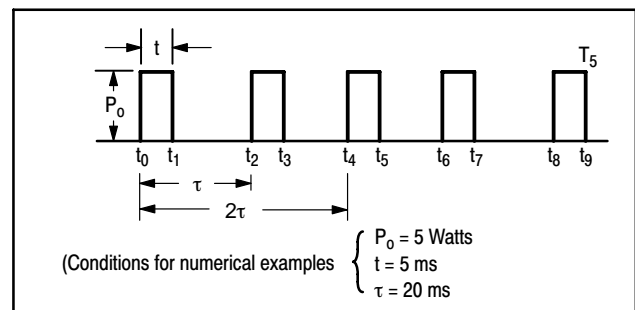 t
T5
Po
t0 t1 t2 t3 t4 t5 t6 t7 t8 t9
τ
2τ
(Conditions for numerical examples
Po = 5 Watts
t = 5 ms
τ = 20 ms